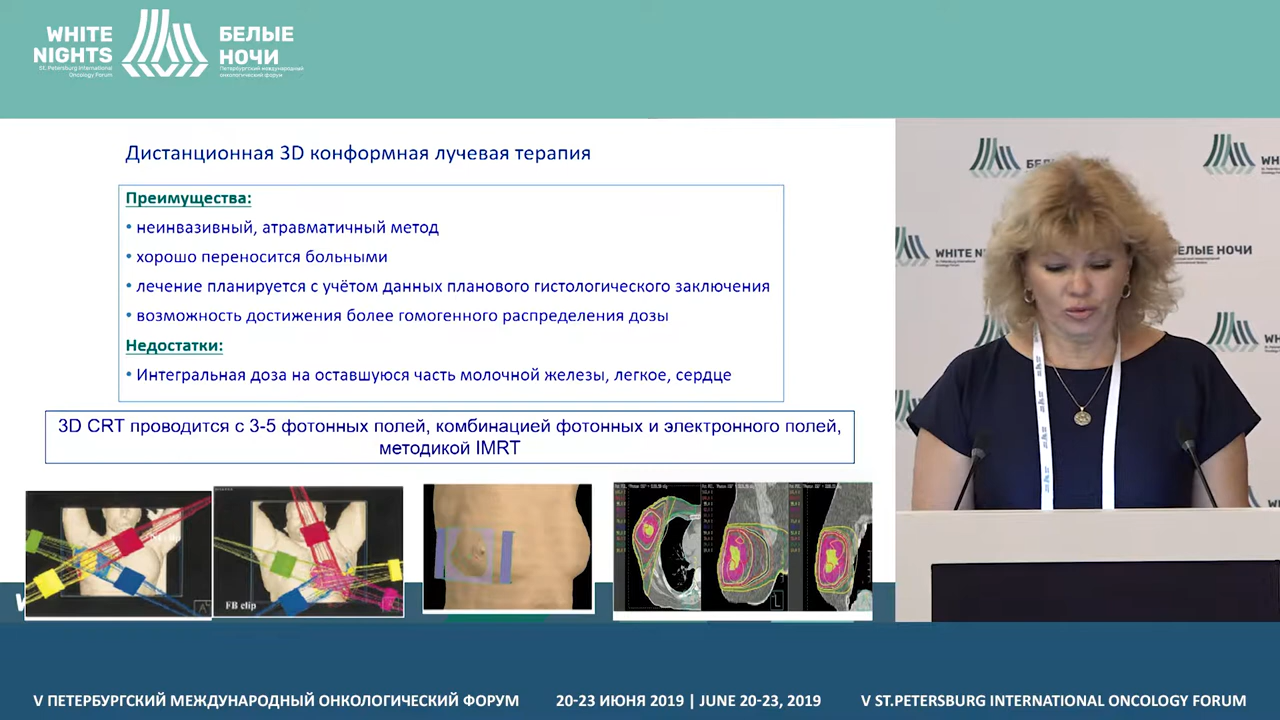 WHITE
NIGHTS
St. Petersburg International
Oncology Forum
БЕЛЫЕ
НОЧИ
Петербургский международный
онкологический форум
Дистанционная 3D конформная лучевая терапия
Преимущества:
• неинвазивный, атравматичный метод
• хорошо переносится больными
• лечение планируется с учётом данных планового гистологического заключения
• возможность достижения более гомогенного распределения дозы
Недостатки:
• Интегральная доза на оставшуюся часть молочной железы, легкое, сердце
3D CRT проводится с 3-5 фотонных полей, комбинацией фотонных и электронного полей,
методикой IMRT
FB clip
L
WHITE NI
БЕЛЫЕ НОЧИ
V ПЕТЕРБУРГСКИЙ МЕЖДУНАРОДНЫЙ ОНКОЛОГИЧЕСКИЙ ФОРУМ
20-23 ИЮНЯ 2019 | JUNE 20-23, 2019
V ST.PETERSBURG INTERNATIONAL ONCOLOGY FORUM